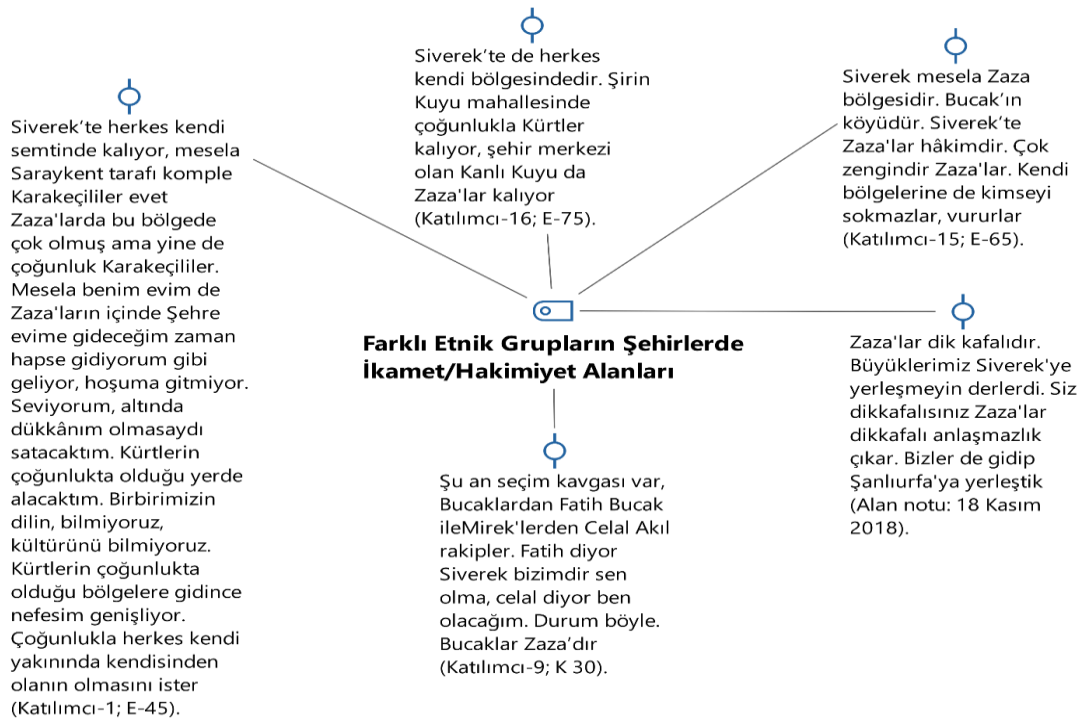 Siverek’te herkes kendi
semtinde kalıyor, mesela
Saraykent tarafı komple
Karakeçililer evet
Zaza'larda bu bölgede
çok olmuş ama yine de
çoğunluk Karakeçililer.
Mesela benim evim de
Zaza'ların içinde Şehre
evime gideceğim zaman
hapse gidiyorum gibi
geliyor, hoşuma gitmiyor.
Seviyorum, altında
dükkânım olmasaydı
satacaktım. Kürtlerin
çoğunlukta olduğu yerde
alacaktım. Birbirimizin
dilin, bilmiyoruz,
kültürünü bilmiyoruz.
Kürtlerin çoğunlukta
olduğu bölgelere gidince
nefesim genişliyor.
Çoğunlukla herkes kendi
yakınında kendisinden
olanın olmasını ister
(Katılımcı-1; E-45).
Siverek’te de herkes
kendi bölgesindedir. Şirin
Kuyu mahallesinde
çoğunlukla Kürtler
kalıyor, şehir merkezi
olan Kanlı Kuyu da
Zaza'lar kalıyor
(Katılımcı-16; E-75).
Siverek mesela Zaza
bölgesidir. Bucak’ın
köyüdür. Siverek’te
Zaza'lar hâkimdir. Çok
zengindir Zaza'lar. Kendi
bölgelerine de kimseyi
sokmazlar, vururlar
(Katılımcı-15; E-65).
Farklı Etnik Grupların Şehirlerde
İkamet/Hakimiyet Alanları
Zaza'lar dik kafalıdır.
Büyüklerimiz Siverek'ye
yerleşmeyin derlerdi. Siz
dikkafalısınız Zaza'lar
dikkafalı anlaşmazlık
çıkar. Bizler de gidip
Şanlıurfa'ya yerleştik
(Alan notu: 18 Kasım
2018).
Şu an seçim kavgası var,
Bucaklardan Fatih Bucak
ileMirek'lerden Celal Akıl
rakipler. Fatih diyor
Siverek bizimdir sen
olma, celal diyor ben
olacağım. Durum böyle.
Bucaklar Zaza’dır
(Katılımcı-9; K 30).